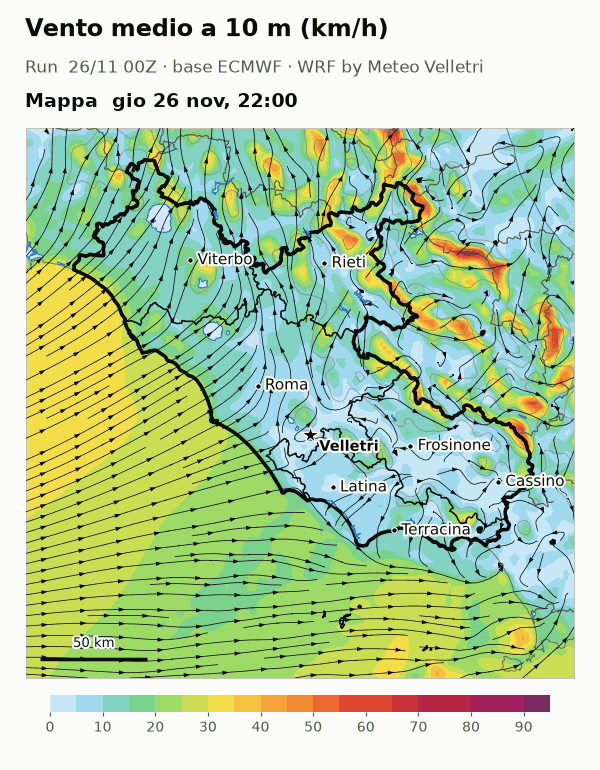 Vento medio a 10 m (km/h)
Run  26/11 00Z · base ECMWF · WRF by Meteo Velletri
Mappa  gio 26 nov, 22:00
Viterbo
Rieti
Roma
Velletri
Frosinone
Latina
Cassino
Terracina
50 km
0 10 20 30 40 50 60 70 80 90